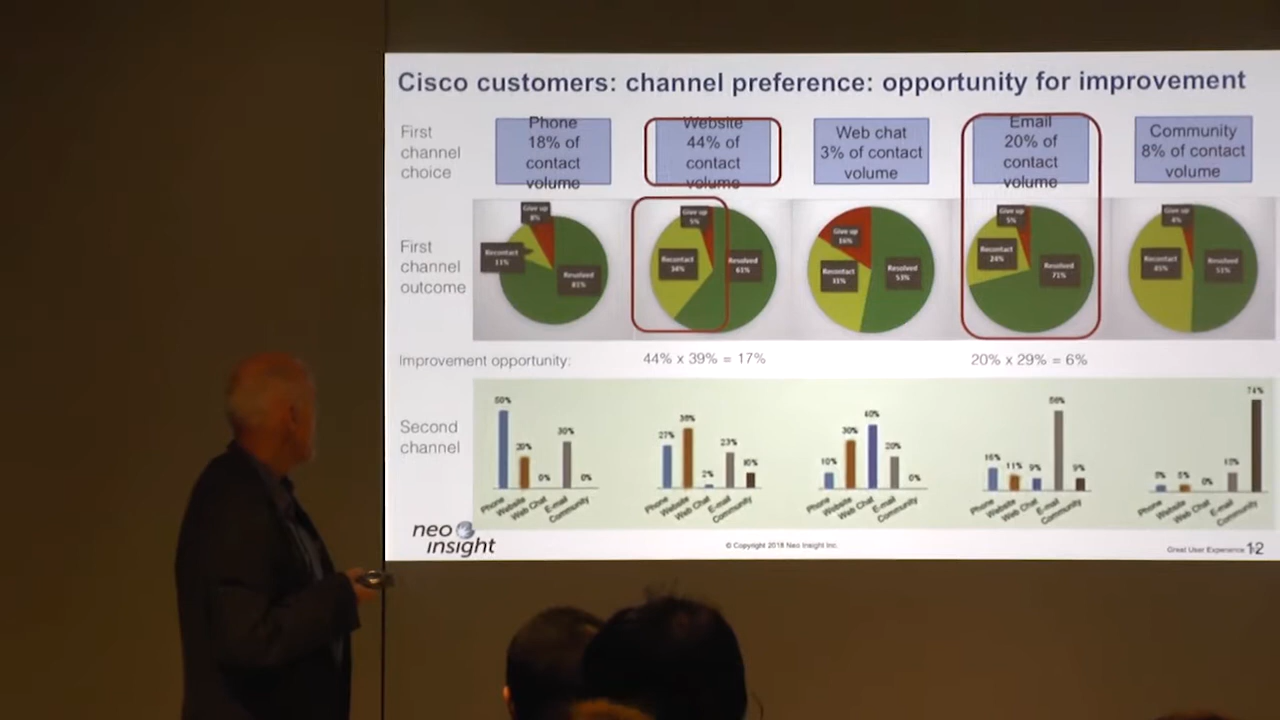 Cisco customers: channel preference: opportunity for improvement
First
channel
choice
Phone
18% of
contact
volume
Website
44% of
contact
volume
Web chat
3% of contact
volume
Email
20% of
contact
volume
Community
8% of contact
volume
First
channel
outcome
Give up
8%
Recontact
11%
Resolved
81%
Give up
5%
Recontact
34%
Resolved
61%
Give up
16%
Recontact
31%
Resolved
53%
Give up
5%
Recontact
24%
Resolved
71%
Give up
4%
Recontact
Resolved
Improvement opportunity:
44% x 39% = 17%
20% x 29% = 6%
Second
channel
50%
20%
0%
30%
0%
Phone
Website
Web Chat
E-mail
Community
27%
38%
2%
23%
10%
Phone
Website
Web Chat
E-mail
Community
10%
30%
40%
20%
0%
Phone
Website
Web Chat
E-mail
Community
16%
11%
9%
9%
Phone
Website
Web Chat
E-mail
Community
5%
0%
74%
Phone
Website
Web Chat
E-mail
Community
neo
insight
© Copyright 2018 Neo Insight Inc.
Great User Experience 12